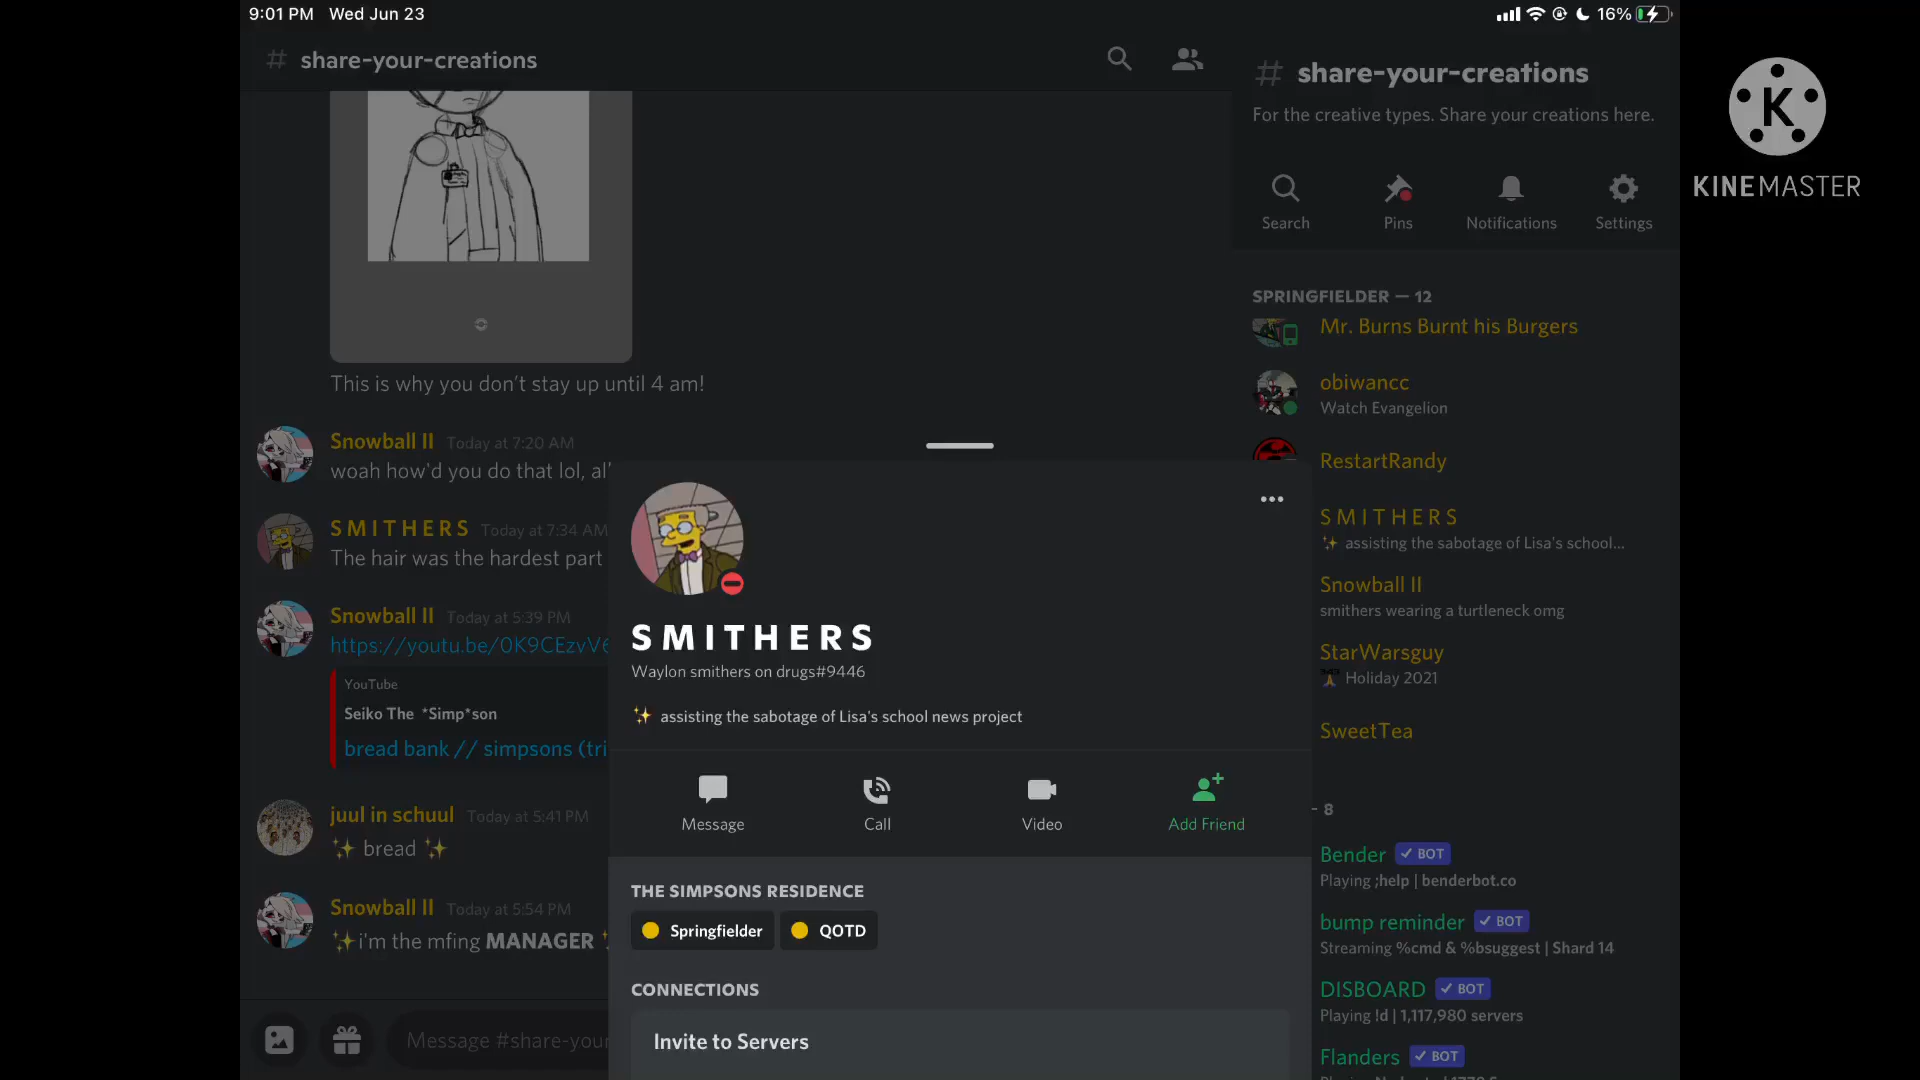 9:01 PM Wed Jun 23
16%
# share-your-creations
This is why you don't stay up until 4 am!
Snowball II Today at 7:20 AM
woah how'd you do that lol,
S M I T H E R S Today at 7:34 AM
The hair was the hardest part
Snowball II Today at 5:39 PM
https://youtu.be/0K9CEzvV
YouTube
Seiko The *Simp*son
bread bank // simpsons (tri
juul in schuul Today at 5:41 PM
✨ bread ✨
Snowball II Today at 5:54 PM
✨i'm the mfing MANAGER
Message #share-your
S M I T H E R S
Waylon smithers on drugs#9446
✨ assisting the sabotage of Lisa's school news project
Message
Call
Video
Add Friend
THE SIMPSONS RESIDENCE
Springfielder
QOTD
CONNECTIONS
Invite to Servers
# share-your-creations
For the creative types. Share your creations here.
Search
Pins
Notifications
Settings
SPRINGFIELDER — 12
Mr. Burns Burnt his Burgers
obiwancc
Watch Evangelion
RestartRandy
S M I T H E R S
✨ assisting the sabotage of Lisa's school...
Snowball II
smithers wearing a turtleneck omg
StarWarsguy
Holiday 2021
SweetTea
- 8
Bender ✓ BOT
Playing ;help | benderbot.co
bump reminder ✓ BOT
Streaming %cmd & %bsuggest | Shard 14
DISBOARD ✓ BOT
Playing !d | 1,117,980 servers
Flanders ✓ BOT
K
KINEMASTER